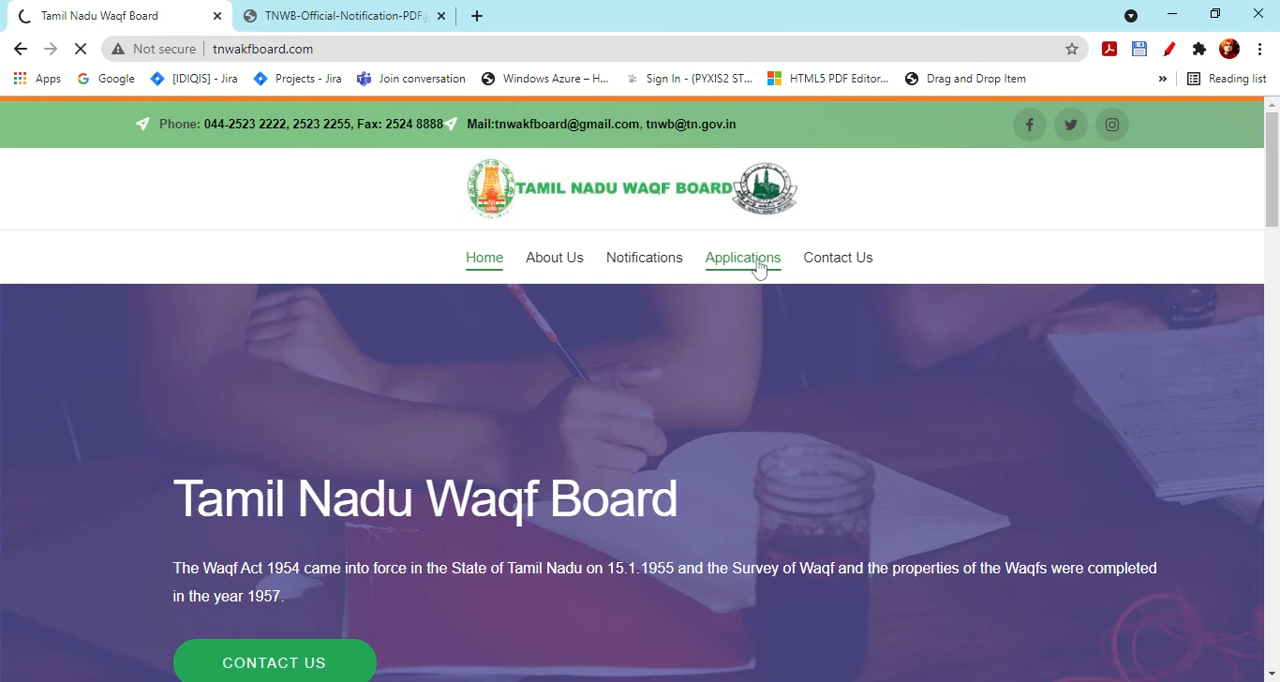 Tamil Nadu Waqf Board
TNWB-Official-Notification-PDF.
Not secure tnwakfboard.com
Apps Google [IDIQIS] - Jira Projects - Jira Join conversation Windows Azure – H... Sign In - (PYXIS2 ST... HTML5 PDF Editor... Drag and Drop Item » Reading list
Phone: 044-2523 2222, 2523 2255, Fax: 2524 8888 Mail:tnwakfboard@gmail.com, tnwb@tn.gov.in
TAMIL NADU WAQF BOARD
Home About Us Notifications Applications Contact Us
Tamil Nadu Waqf Board
The Waqf Act 1954 came into force in the State of Tamil Nadu on 15.1.1955 and the Survey of Waqf and the properties of the Waqfs were completed
in the year 1957.
CONTACT US